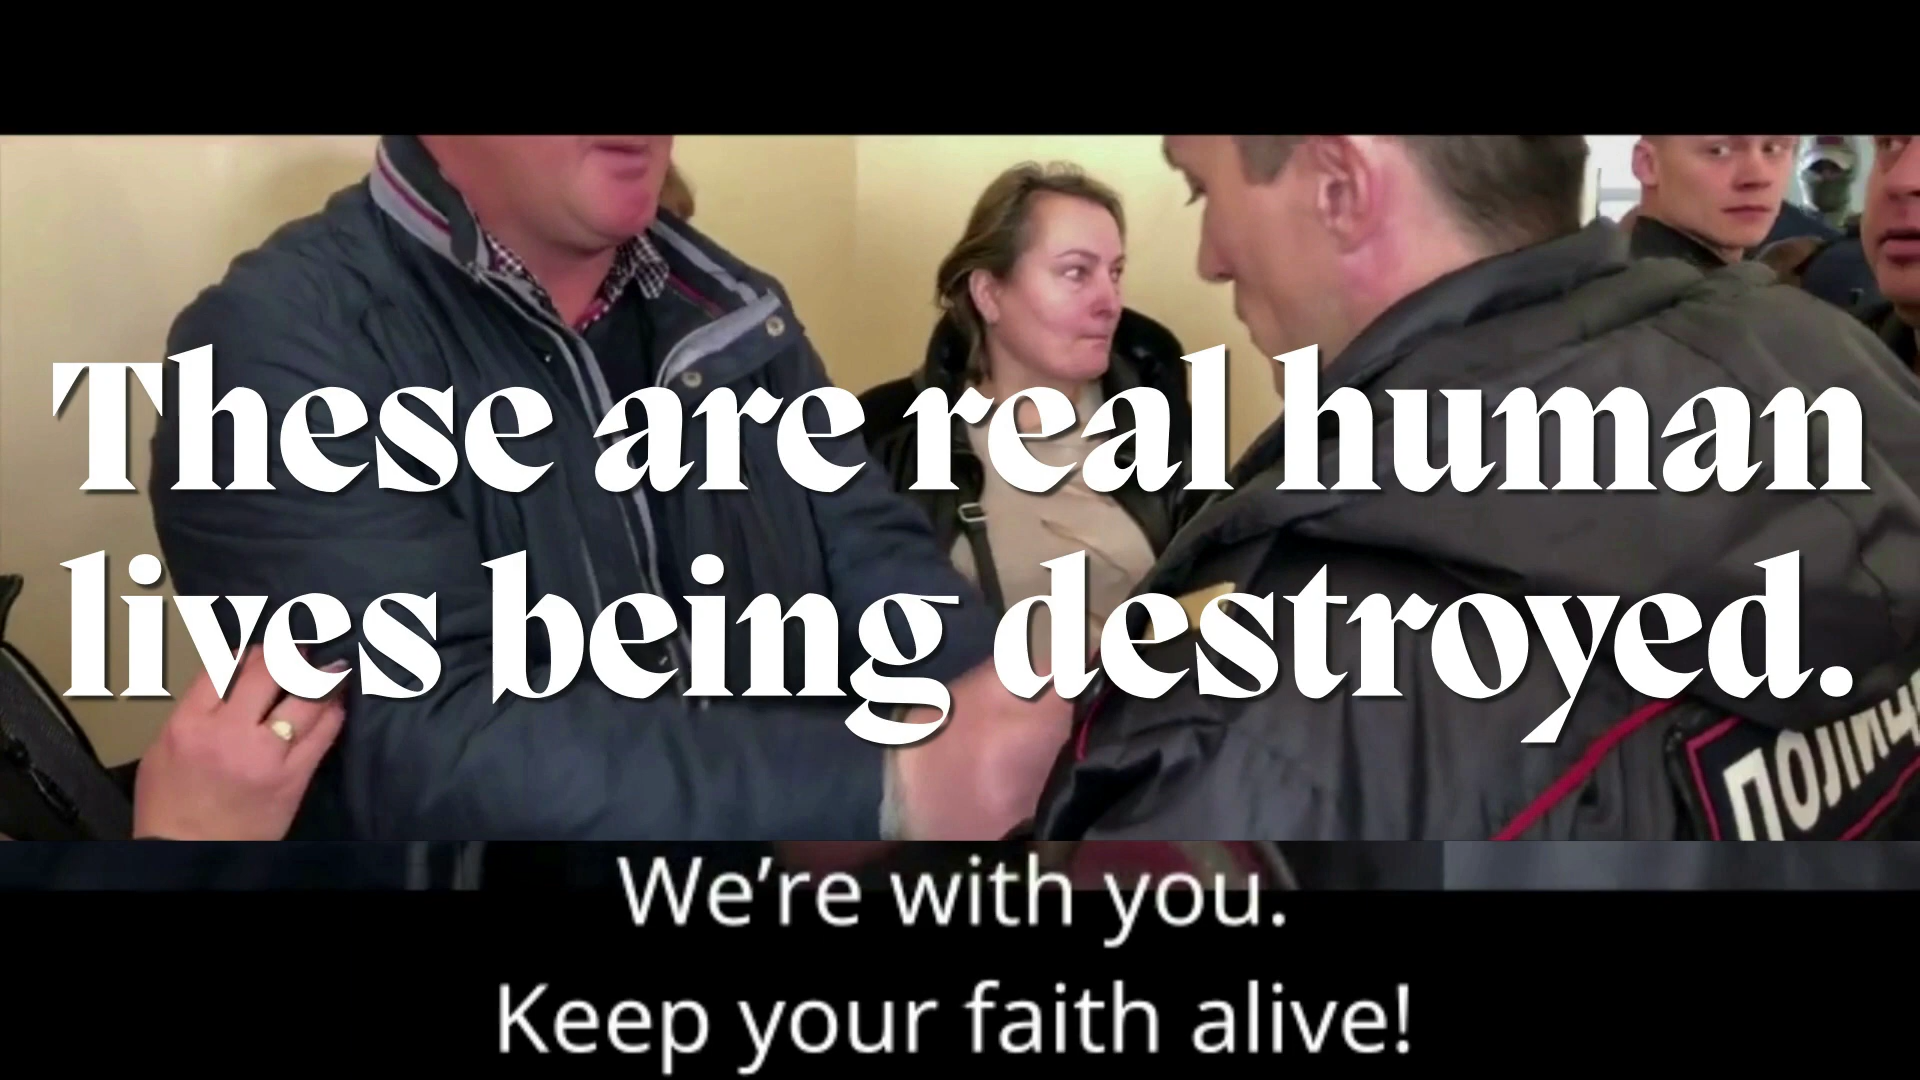 These are real human
lives being destroyed.
We’re with you.
Keep your faith alive!